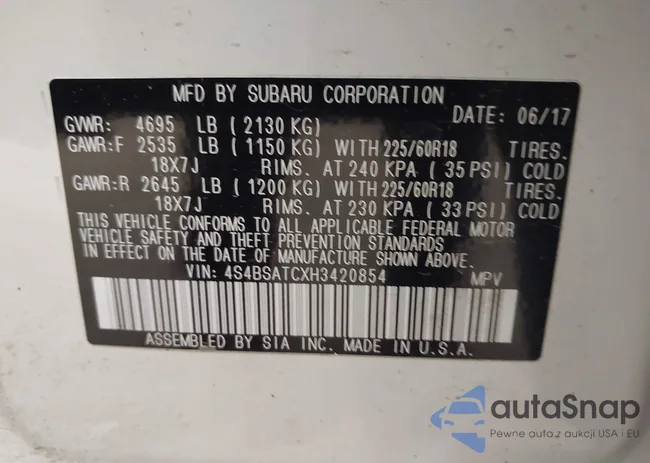 MFD BY SUBARU CORPORATION
DATE: 06/17
GVWR: 4695 LB ( 2130 KG)
GAWR:F 2535 LB ( 1150 KG) WITH 225/60R18 TIRES.
18X7J RIMS. AT 240 KPA ( 35 PSI) COLD
GAWR:R 2645 LB ( 1200 KG) WITH 225/60R18 TIRES.
18X7J RIMS. AT 230 KPA ( 33 PSI) COLD
THIS VEHICLE CONFORMS TO ALL APPLICABLE FEDERAL MOTOR
VEHICLE SAFETY AND THEFT PREVENTION STANDARDS
IN EFFECT ON THE DATE OF MANUFACTURE SHOWN ABOVE.
VIN: 4S4BSATCXH3420854 MPV
ASSEMBLED BY SIA INC. MADE IN U.S.A.
autoSnap
Pewne auta z aukcji USA i EU